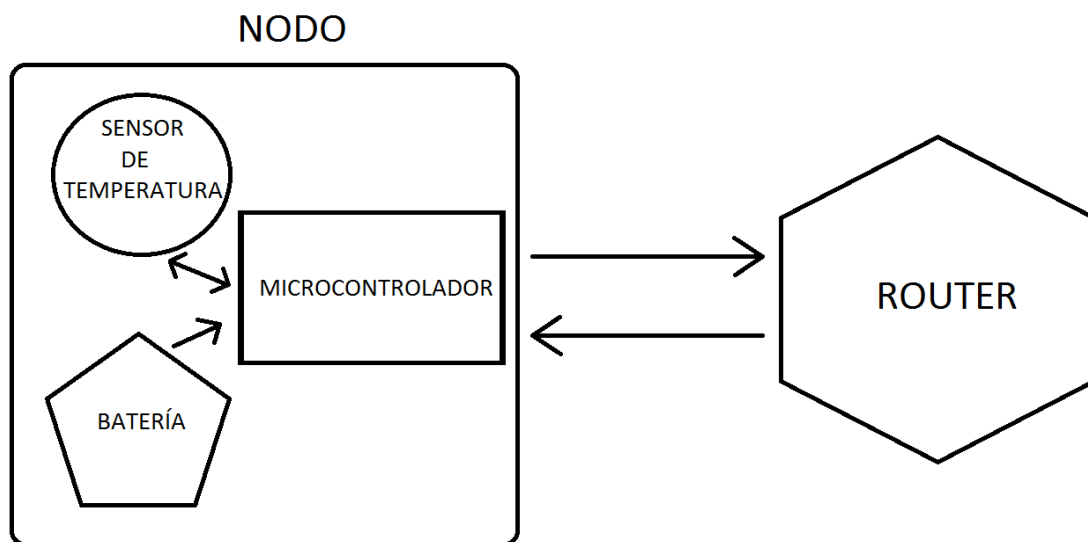 NODO
SENSOR
DE
TEMPERATURA
MICROCONTROLADOR
BATERÍA
ROUTER